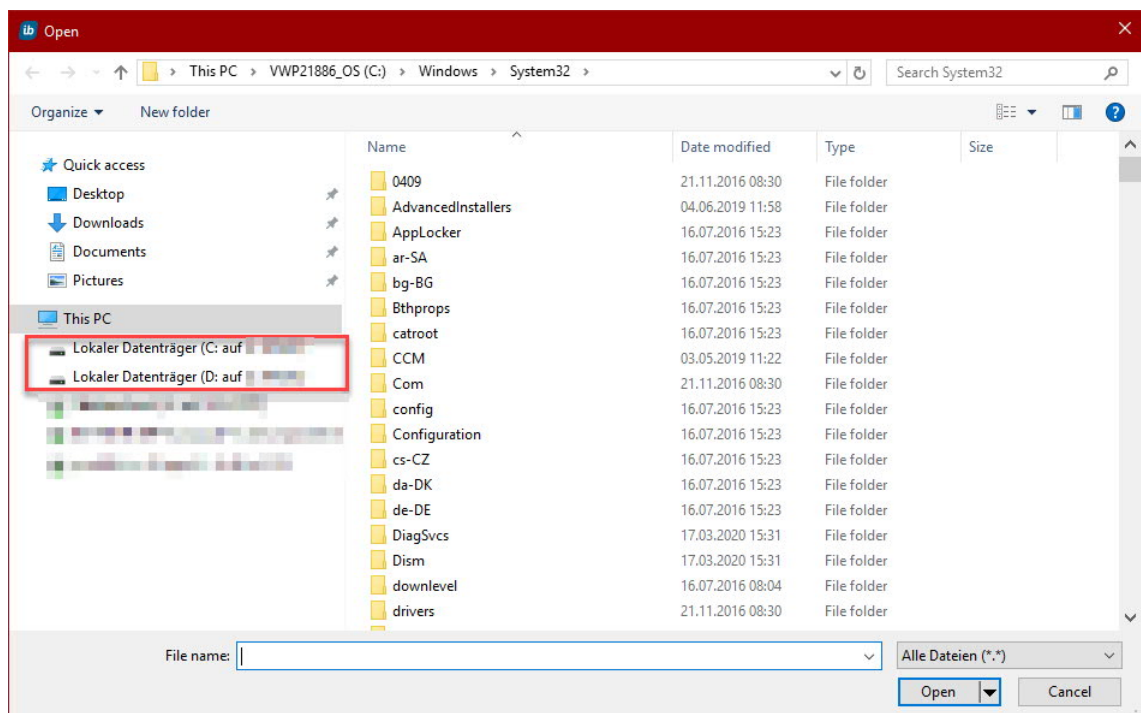 ib Open
This PC > VWP21886_OS (C:) > Windows > System32 >
Search System32
Organize
New folder
Name
Date modified
Type
Size
Quick access
Desktop
Downloads
Documents
Pictures
This PC
Lokaler Datenträger (C: auf
Lokaler Datenträger (D: auf
0409 21.11.2016 08:30 File folder
AdvancedInstallers 04.06.2019 11:58 File folder
AppLocker 16.07.2016 15:23 File folder
ar-SA 16.07.2016 15:23 File folder
bg-BG 16.07.2016 15:23 File folder
Bthprops 16.07.2016 15:23 File folder
catroot 16.07.2016 15:23 File folder
CCM 03.05.2019 11:22 File folder
Com 21.11.2016 08:30 File folder
config 16.07.2016 15:23 File folder
Configuration 16.07.2016 15:23 File folder
cs-CZ 16.07.2016 15:23 File folder
da-DK 16.07.2016 15:23 File folder
de-DE 16.07.2016 15:23 File folder
DiagSvcs 17.03.2020 15:31 File folder
Dism 17.03.2020 15:31 File folder
downlevel 16.07.2016 08:04 File folder
drivers 21.11.2016 08:30 File folder
File name:
Alle Dateien (*.*)
Open
Cancel